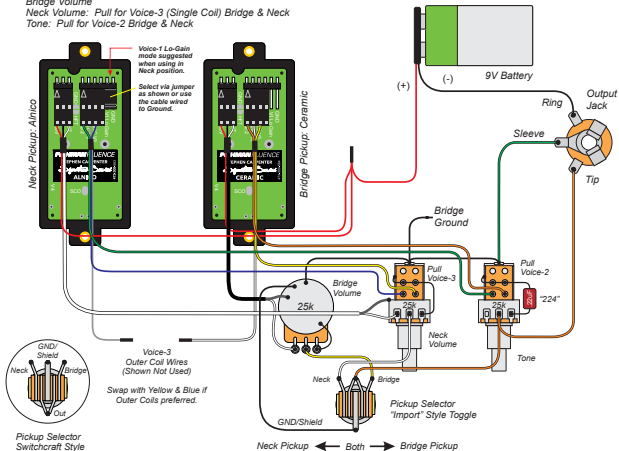 Bridge Volume
Neck Volume: Pull for Voice-3 (Single Coil) Bridge & Neck
Tone: Pull for Voice-2 Bridge & Neck
Voice-1 Lo-Gain
mode suggested
when using in
Neck position.
Select via jumper
as shown or use
the cable wired
to Ground.
Neck Pickup: Alnico
Bridge Pickup: Ceramic
ALNICO
CERAMIC
SCO
SCO
(+)
(-)
9V Battery
Output
Jack
Ring
Sleeve
Tip
Bridge
Ground
Pull
Voice-3
Pull
Voice-2
Bridge
Volume
25k
25k
25k
.22uF
"224"
Neck
Volume
Tone
Voice-3
Outer Coil Wires
(Shown Not Used)
Swap with Yellow & Blue if
Outer Coils preferred.
GND/
Shield
Neck
Bridge
Out
Pickup Selector
Switchcraft Style
Neck
Bridge
GND/Shield
Pickup Selector
"Import" Style Toggle
Neck Pickup
Both
Bridge Pickup